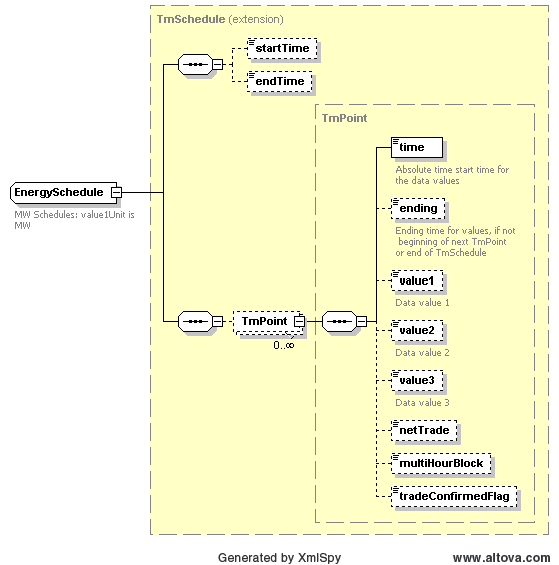 TmSchedule (extension)
startTime
endTime
TmPoint
time
Absolute time start time for
the data values
EnergySchedule
MW Schedules: value1Unit is
MW
ending
Ending time for values, if not
beginning of next TmPoint
or end of TmSchedule
value1
Data value 1
TmPoint
0..∞
value2
Data value 2
value3
Data value 3
netTrade
multiHourBlock
tradeConfirmedFlag
Generated by XmlSpy
www.altova.com